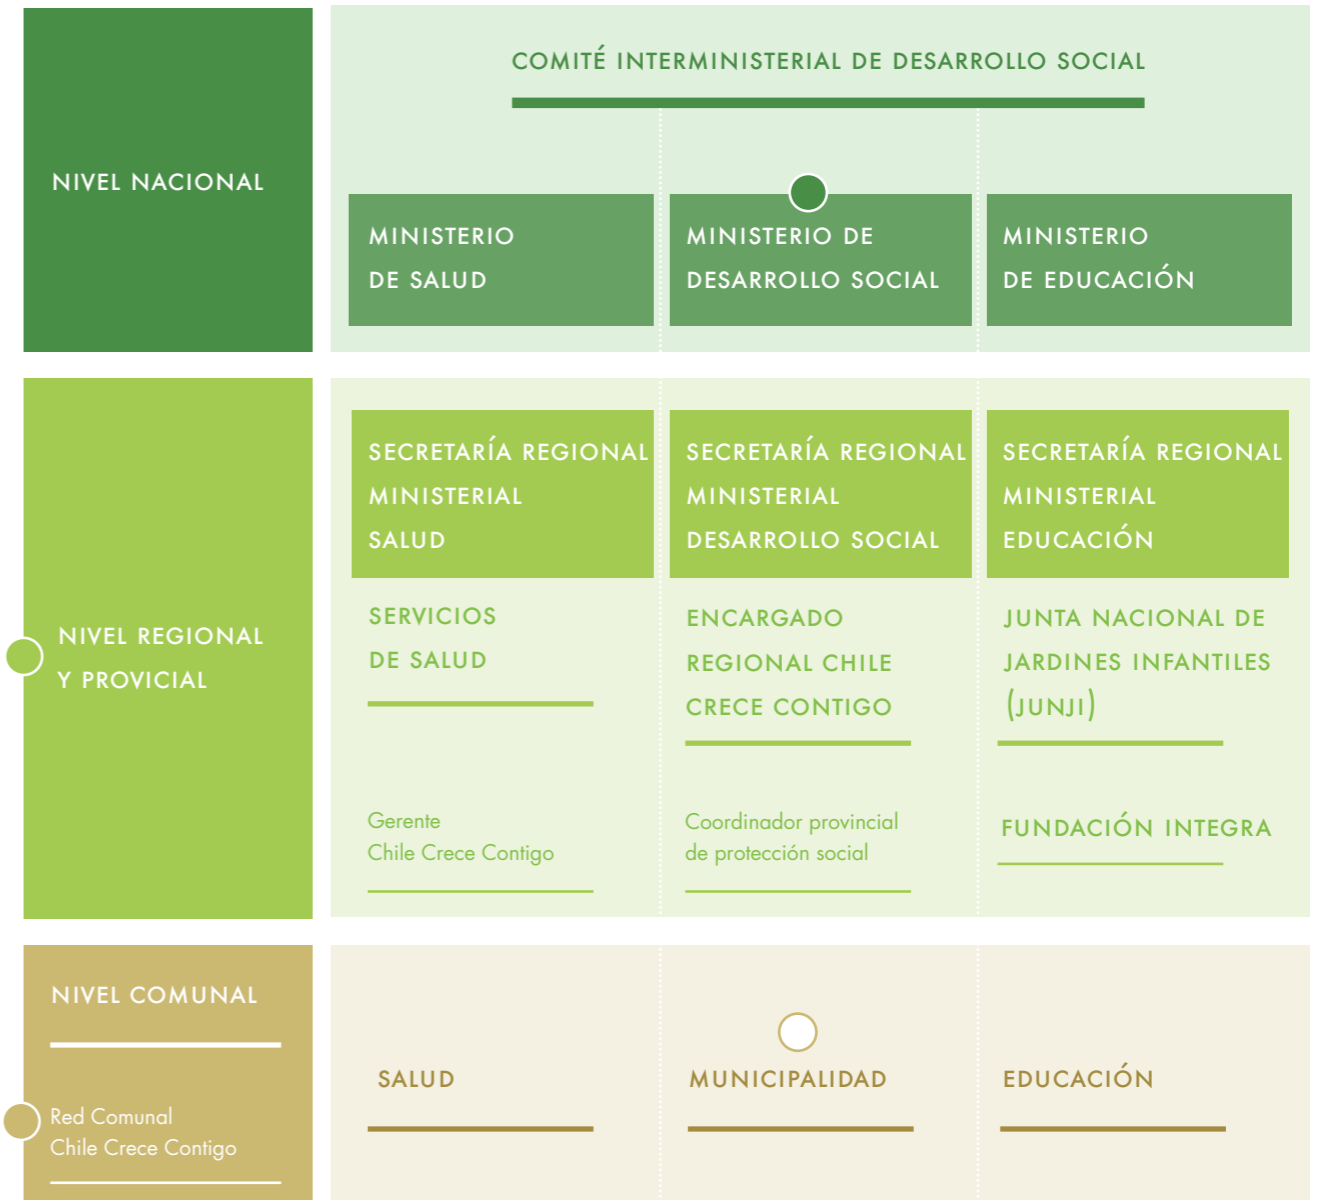 NIVEL NACIONAL
COMITÉ INTERMINISTERIAL DE DESARROLLO SOCIAL
MINISTERIO
DE SALUD
MINISTERIO DE
DESARROLLO SOCIAL
MINISTERIO
DE EDUCACIÓN
NIVEL REGIONAL
Y PROVICIAL
SECRETARÍA REGIONAL
MINISTERIAL
SALUD
SECRETARÍA REGIONAL
MINISTERIAL
DESARROLLO SOCIAL
SECRETARÍA REGIONAL
MINISTERIAL
EDUCACIÓN
SERVICIOS
DE SALUD
ENCARGADO
REGIONAL CHILE
CRECE CONTIGO
JUNTA NACIONAL DE
JARDINES INFANTILES
(JUNJI)
Gerente
Chile Crece Contigo
Coordinador provincial
de protección social
FUNDACIÓN INTEGRA
NIVEL COMUNAL
Red Comunal
Chile Crece Contigo
SALUD
MUNICIPALIDAD
EDUCACIÓN